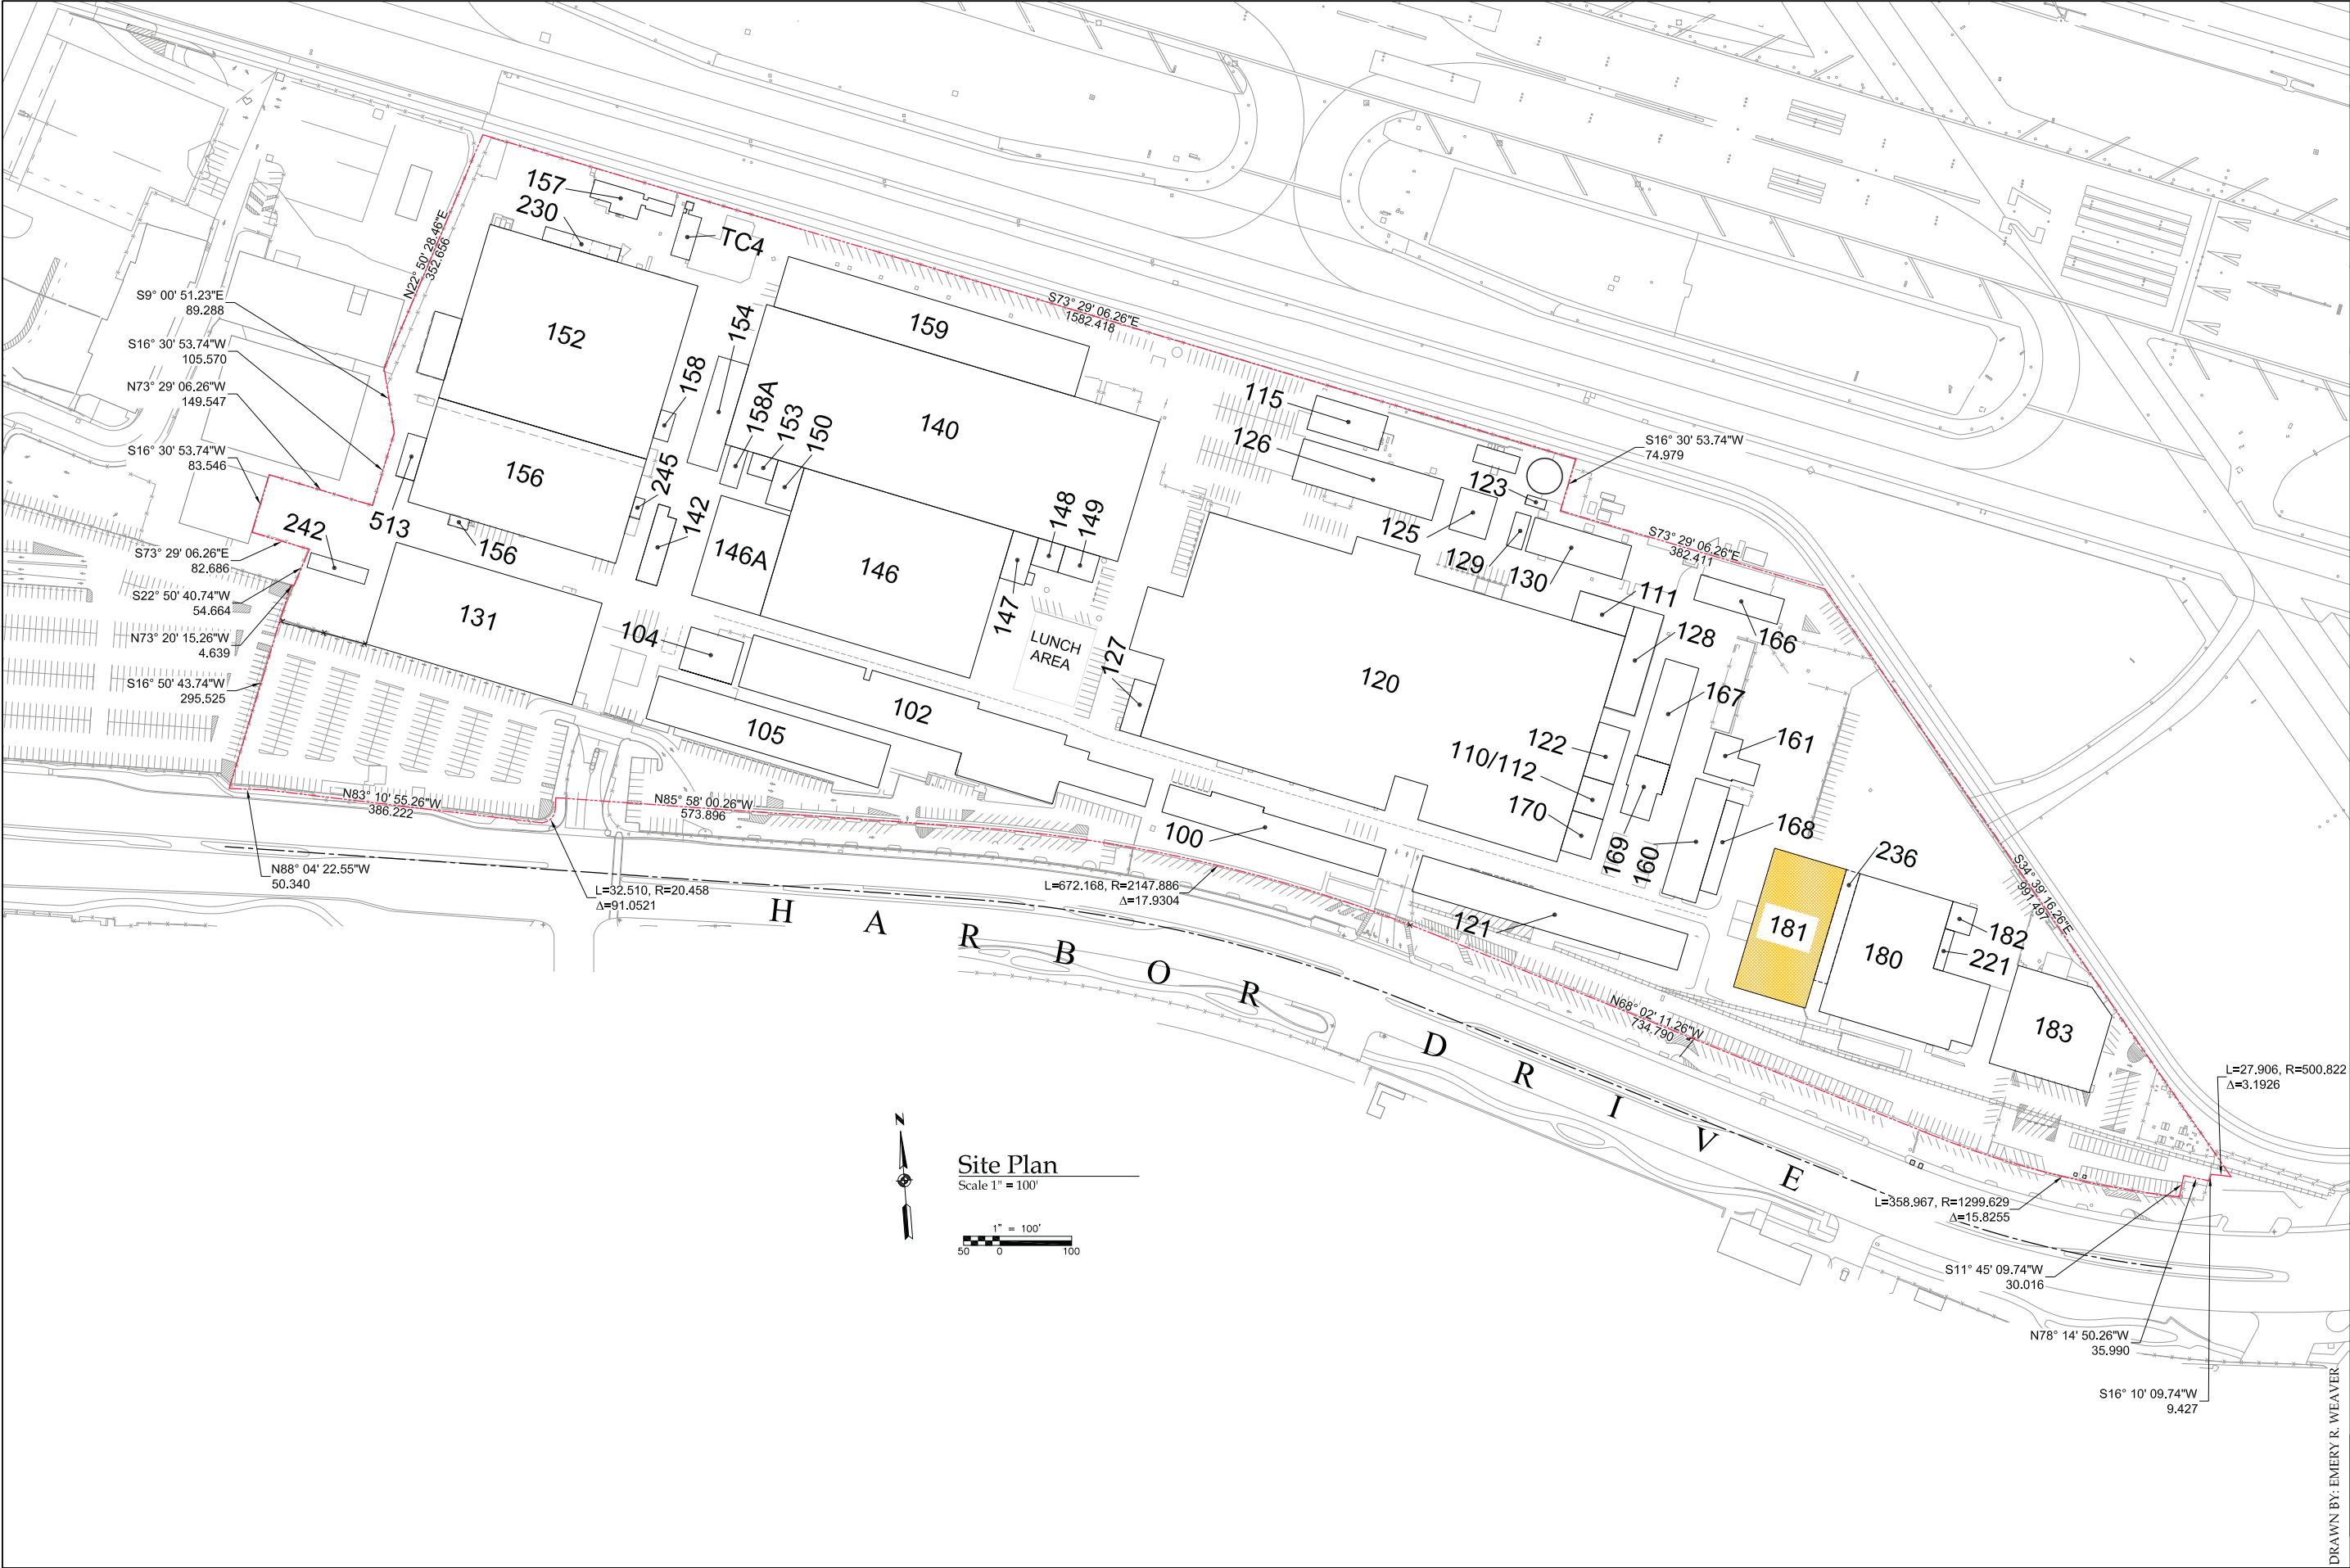 157
230
TC4
N22° 50' 28.46"E
352.656
S9° 00' 51.23"E
89.288
S16° 30' 53.74"W
105.570
N73° 29' 06.26"W
149.547
S16° 30' 53.74"W
83.546
S73° 29' 06.26"E
82.686
S22° 50' 40.74"W
54.664
N73° 20' 15.26"W
4.639
S16° 50' 43.74"W
295.525
152
154
159
158
158A
153
150
140
S73° 29' 06.26"E
1582.418
115
126
S16° 30' 53.74"W
74.979
123
125
129
130
S73° 29' 06.26"E
382.411
156
245
142
513
242
156
146A
146
148
149
147
131
104
LUNCH
AREA
127
111
128
166
120
167
105
102
122
161
110/112
170
100
169
160
168
121
236
181
180
182
221
183
S34° 39' 16.26"E
991.497
N83° 10' 55.26"W
386.222
N85° 58' 00.26"W
573.896
N88° 04' 22.55"W
50.340
L=32.510, R=20.458
Δ=91.0521
L=672.168, R=2147.886
Δ=17.9304
N68° 02' 11.26"W
734.790
L=27.906, R=500.822
Δ=3.1926
L=358.967, R=1299.629
Δ=15.8255
S11° 45' 09.74"W
30.016
N78° 14' 50.26"W
35.990
S16° 10' 09.74"W
9.427
HARBOR DRIVE
N
Site Plan
Scale 1" = 100'
1" = 100'
50 0 100
DRAWN BY: EMERY R. WEAVER